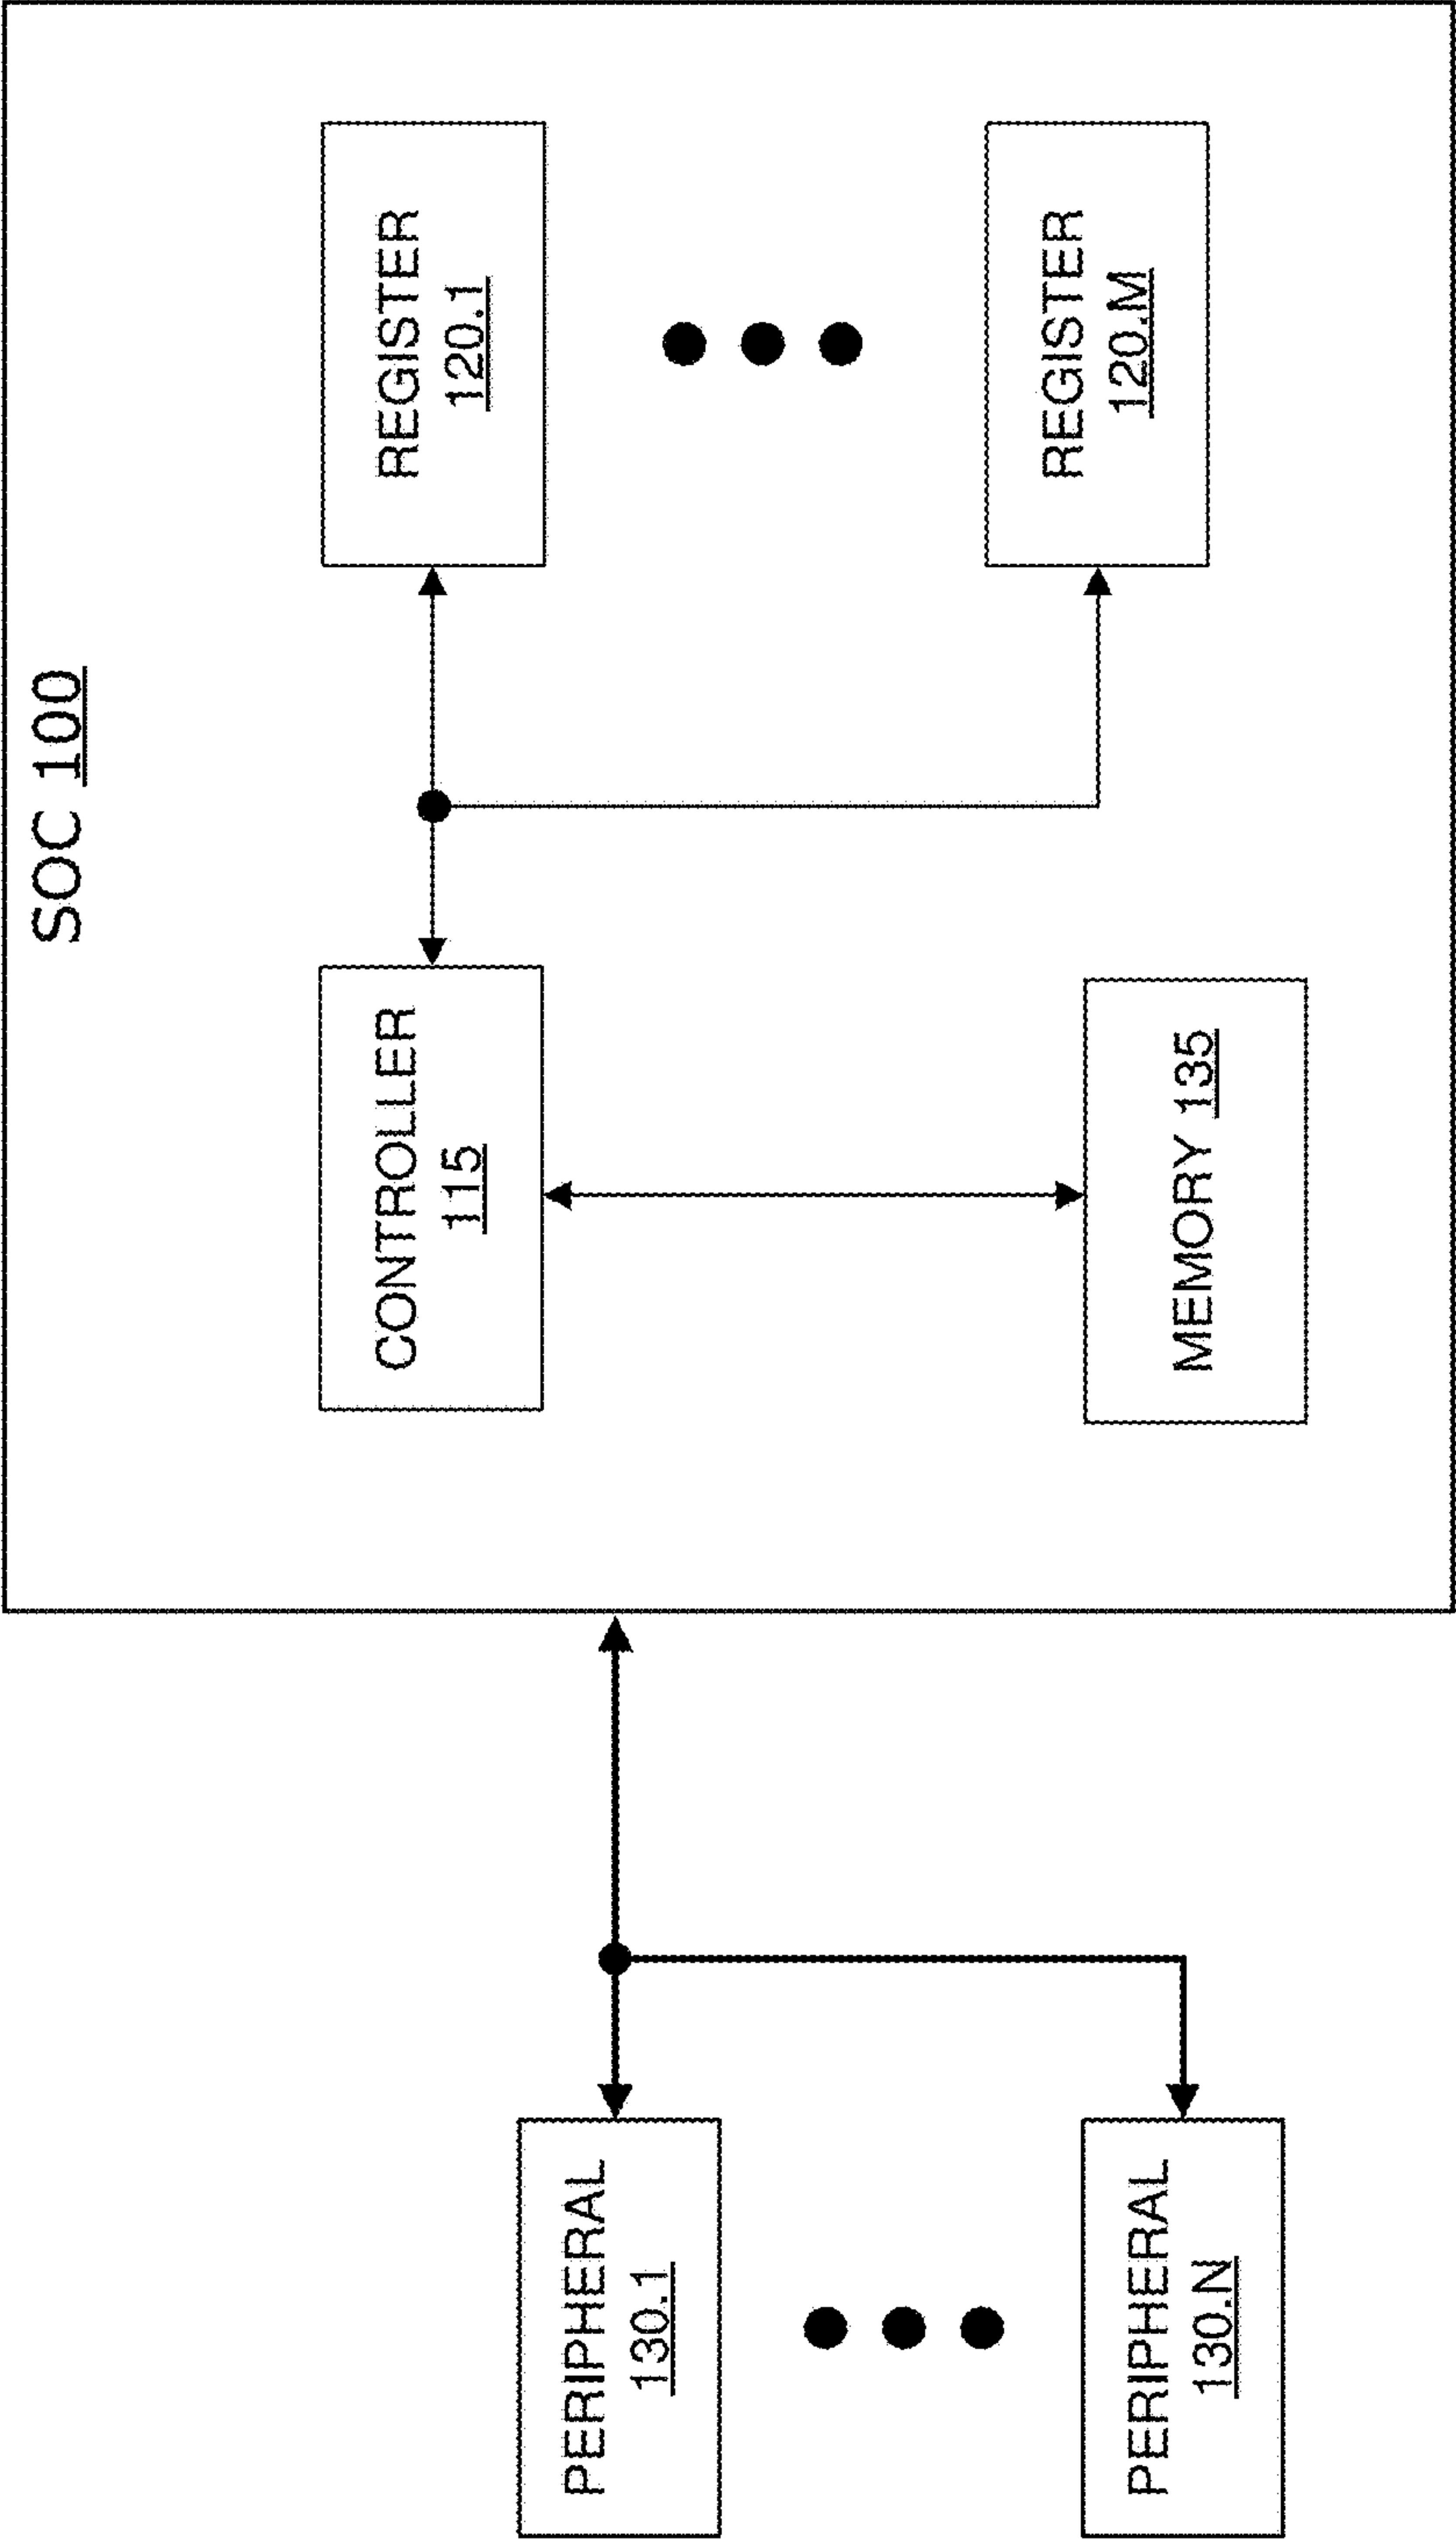 SOC 100
PERIPHERAL
130.1
PERIPHERAL
130.N
CONTROLLER
115
MEMORY 135
REGISTER
120.1
REGISTER
120.M